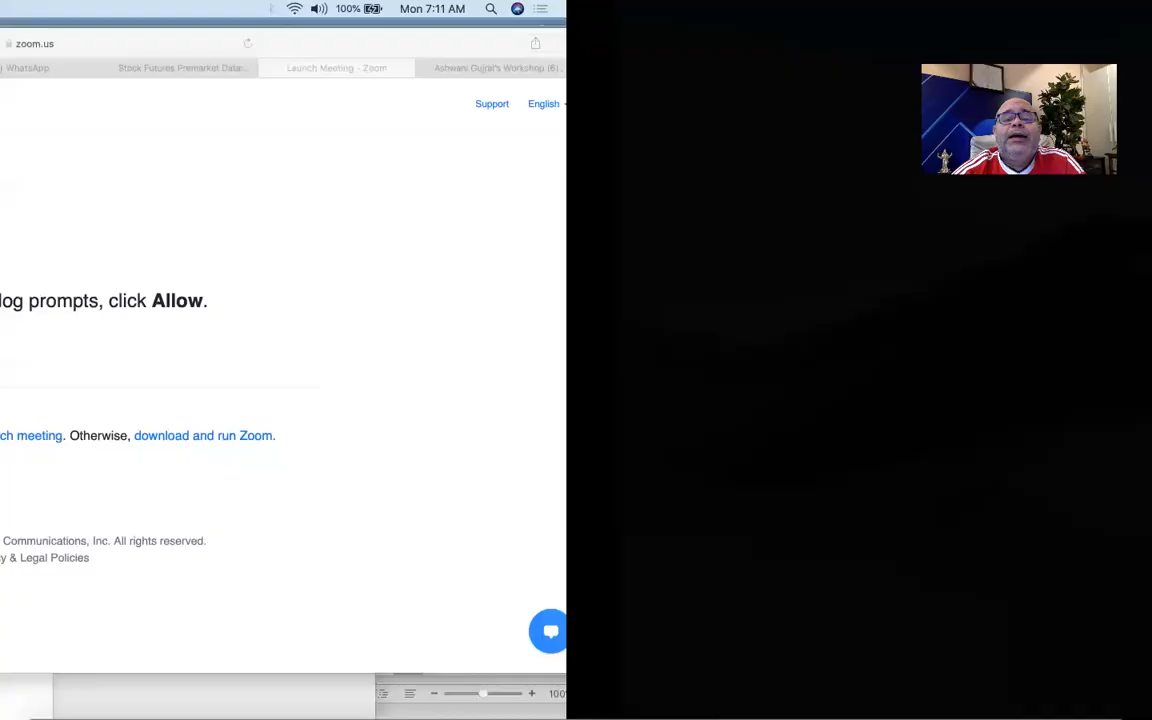 100% Mon 7:11 AM
zoom.us
) WhatsApp Stock Futures Premarket Data:... Launch Meeting - Zoom Ashwani Gujral's Workshop (6)...
Support English
log prompts, click Allow.
ch meeting. Otherwise, download and run Zoom.
Communications, Inc. All rights reserved.
y & Legal Policies
100